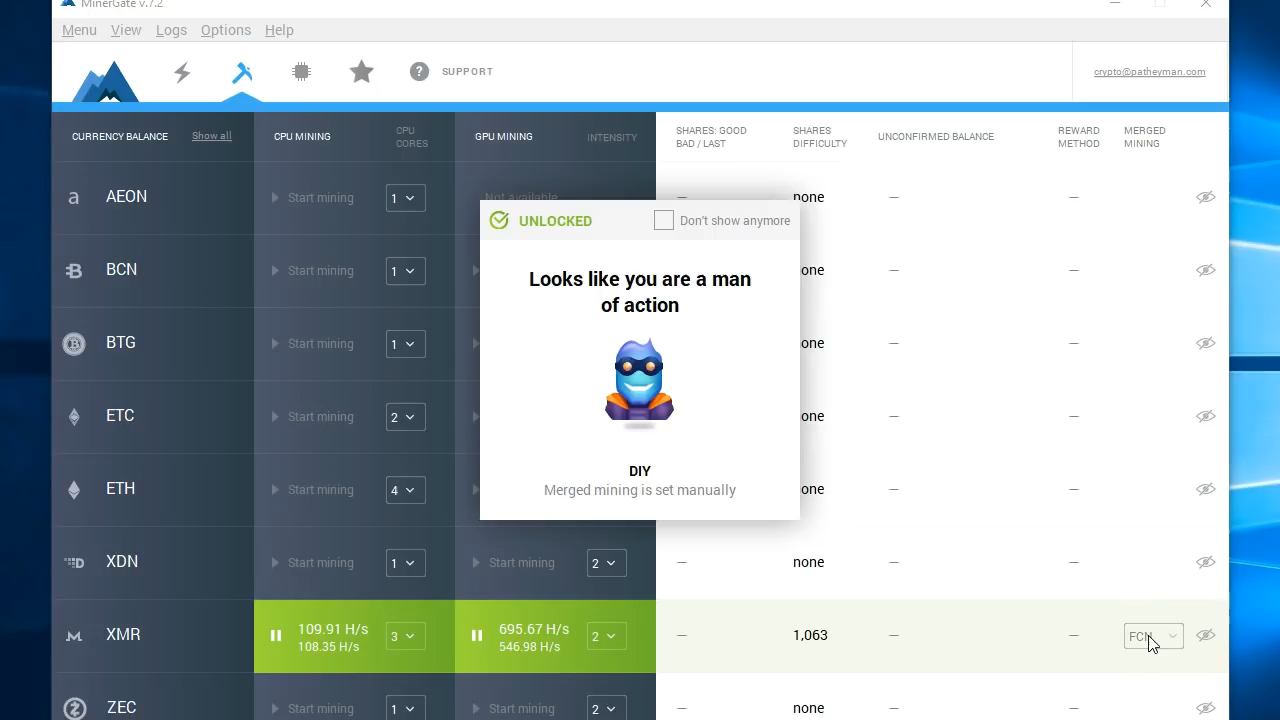 MinerGate v.7.2
Menu View Logs Options Help
SUPPORT
crypto@patheyman.com
CURRENCY BALANCE Show all
CPU MINING
CPU
CORES
GPU MINING
INTENSITY
SHARES: GOOD
BAD / LAST
SHARES
DIFFICULTY
UNCONFIRMED BALANCE
REWARD
METHOD
MERGED
MINING
AEON Start mining 1 Not available — none — —
BCN Start mining 1 one — —
BTG Start mining 1 one — —
ETC Start mining 2 one — —
ETH Start mining 4 one — —
XDN Start mining 1 Start mining 2 — none — —
XMR 109.91 H/s 3 695.67 H/s 2 — 1,063 — —
108.35 H/s 546.98 H/s
ZEC Start mining 1 Start mining 2 — none — —
UNLOCKED Don't show anymore
Looks like you are a man
of action
DIY
Merged mining is set manually